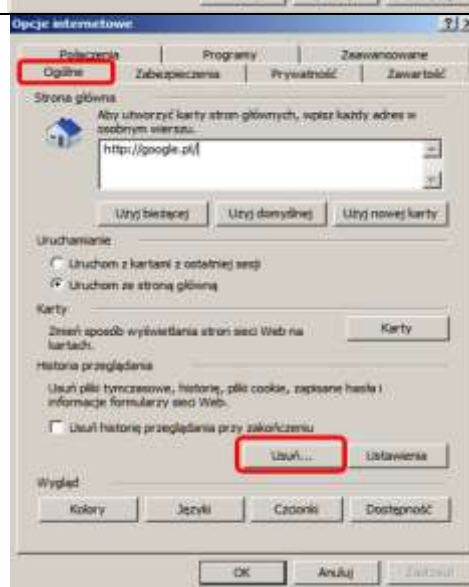 Opcje internetowe
Połączenia Programy Zaawansowane
Ogólne Zabezpieczenia Prywatność Zawartość
Strona główna
Aby utworzyć karty stron głównych, wpisz każdy adres w
osobnym wierszu.
http://google.pl/
Użyj bieżącej Użyj domyślnej Użyj nowej karty
Uruchamianie
Uruchom z kartami z ostatniej sesji
Uruchom ze stroną główną
Karty
Zmień sposób wyświetlania stron sieci Web na
kartach.
Karty
Historia przeglądania
Usuń pliki tymczasowe, historię, pliki cookie, zapisane hasła i
informacje formularzy sieci Web.
Usuń historię przeglądania przy zakończeniu
Usuń... Ustawienia
Wygląd
Kolory Języki Czcionki Dostępność
OK Anuluj Zastosuj